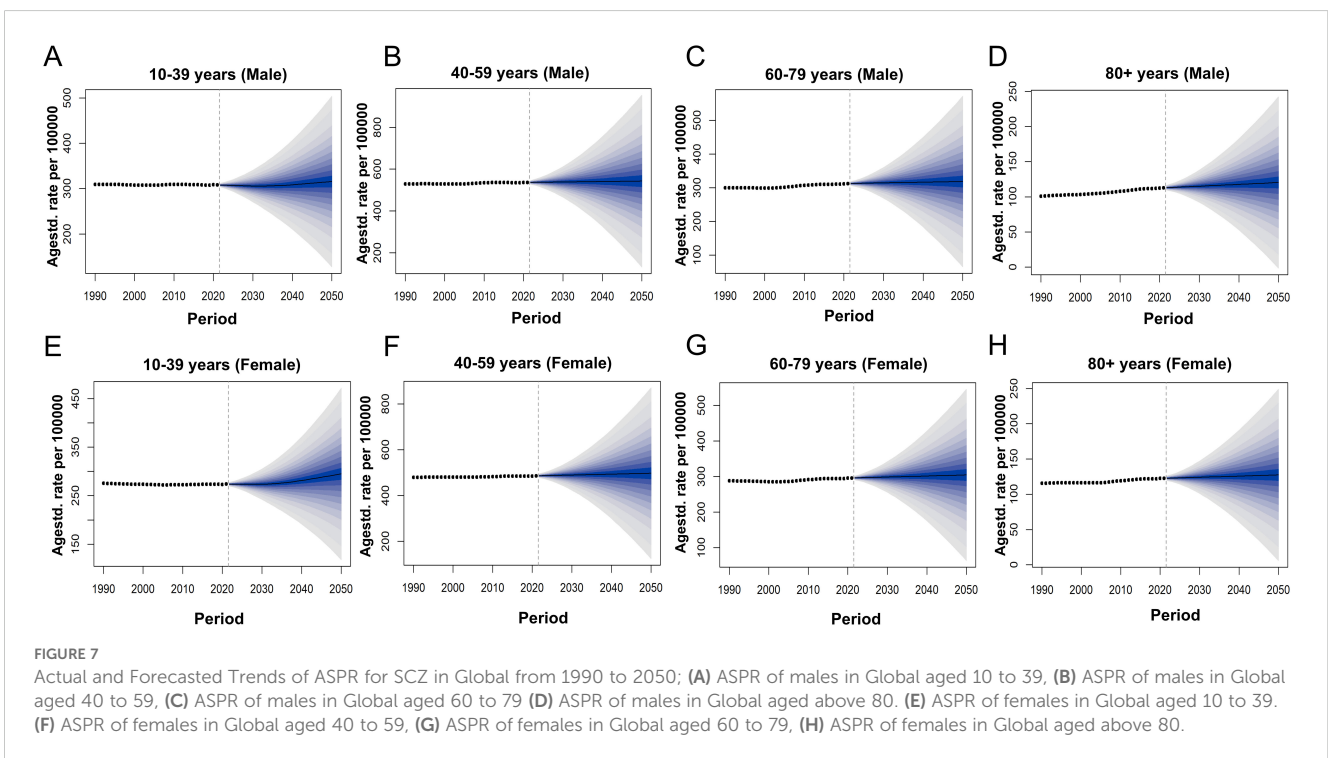 A
10-39 years (Male)
Agestd. rate per 100000
500
400
300
200
1990 2000 2010 2020 2030 2040 2050
Period
B
40-59 years (Male)
Agestd. rate per 100000
800
600
400
200
1990 2000 2010 2020 2030 2040 2050
Period
C
60-79 years (Male)
Agestd. rate per 100000
500
400
300
200
100
1990 2000 2010 2020 2030 2040 2050
Period
D
80+ years (Male)
Agestd. rate per 100000
250
200
150
100
50
0
1990 2000 2010 2020 2030 2040 2050
Period
E
10-39 years (Female)
Agestd. rate per 100000
450
350
250
150
1990 2000 2010 2020 2030 2040 2050
Period
F
40-59 years (Female)
Agestd. rate per 100000
800
600
400
200
1990 2000 2010 2020 2030 2040 2050
Period
G
60-79 years (Female)
Agestd. rate per 100000
500
400
300
200
100
1990 2000 2010 2020 2030 2040 2050
Period
H
80+ years (Female)
Agestd. rate per 100000
250
200
150
100
50
0
1990 2000 2010 2020 2030 2040 2050
Period
FIGURE 7
Actual and Forecasted Trends of ASPR for SCZ in Global from 1990 to 2050; (A) ASPR of males in Global aged 10 to 39, (B) ASPR of males in Global
aged 40 to 59, (C) ASPR of males in Global aged 60 to 79 (D) ASPR of males in Global aged above 80. (E) ASPR of females in Global aged 10 to 39.
(F) ASPR of females in Global aged 40 to 59, (G) ASPR of females in Global aged 60 to 79, (H) ASPR of females in Global aged above 80.